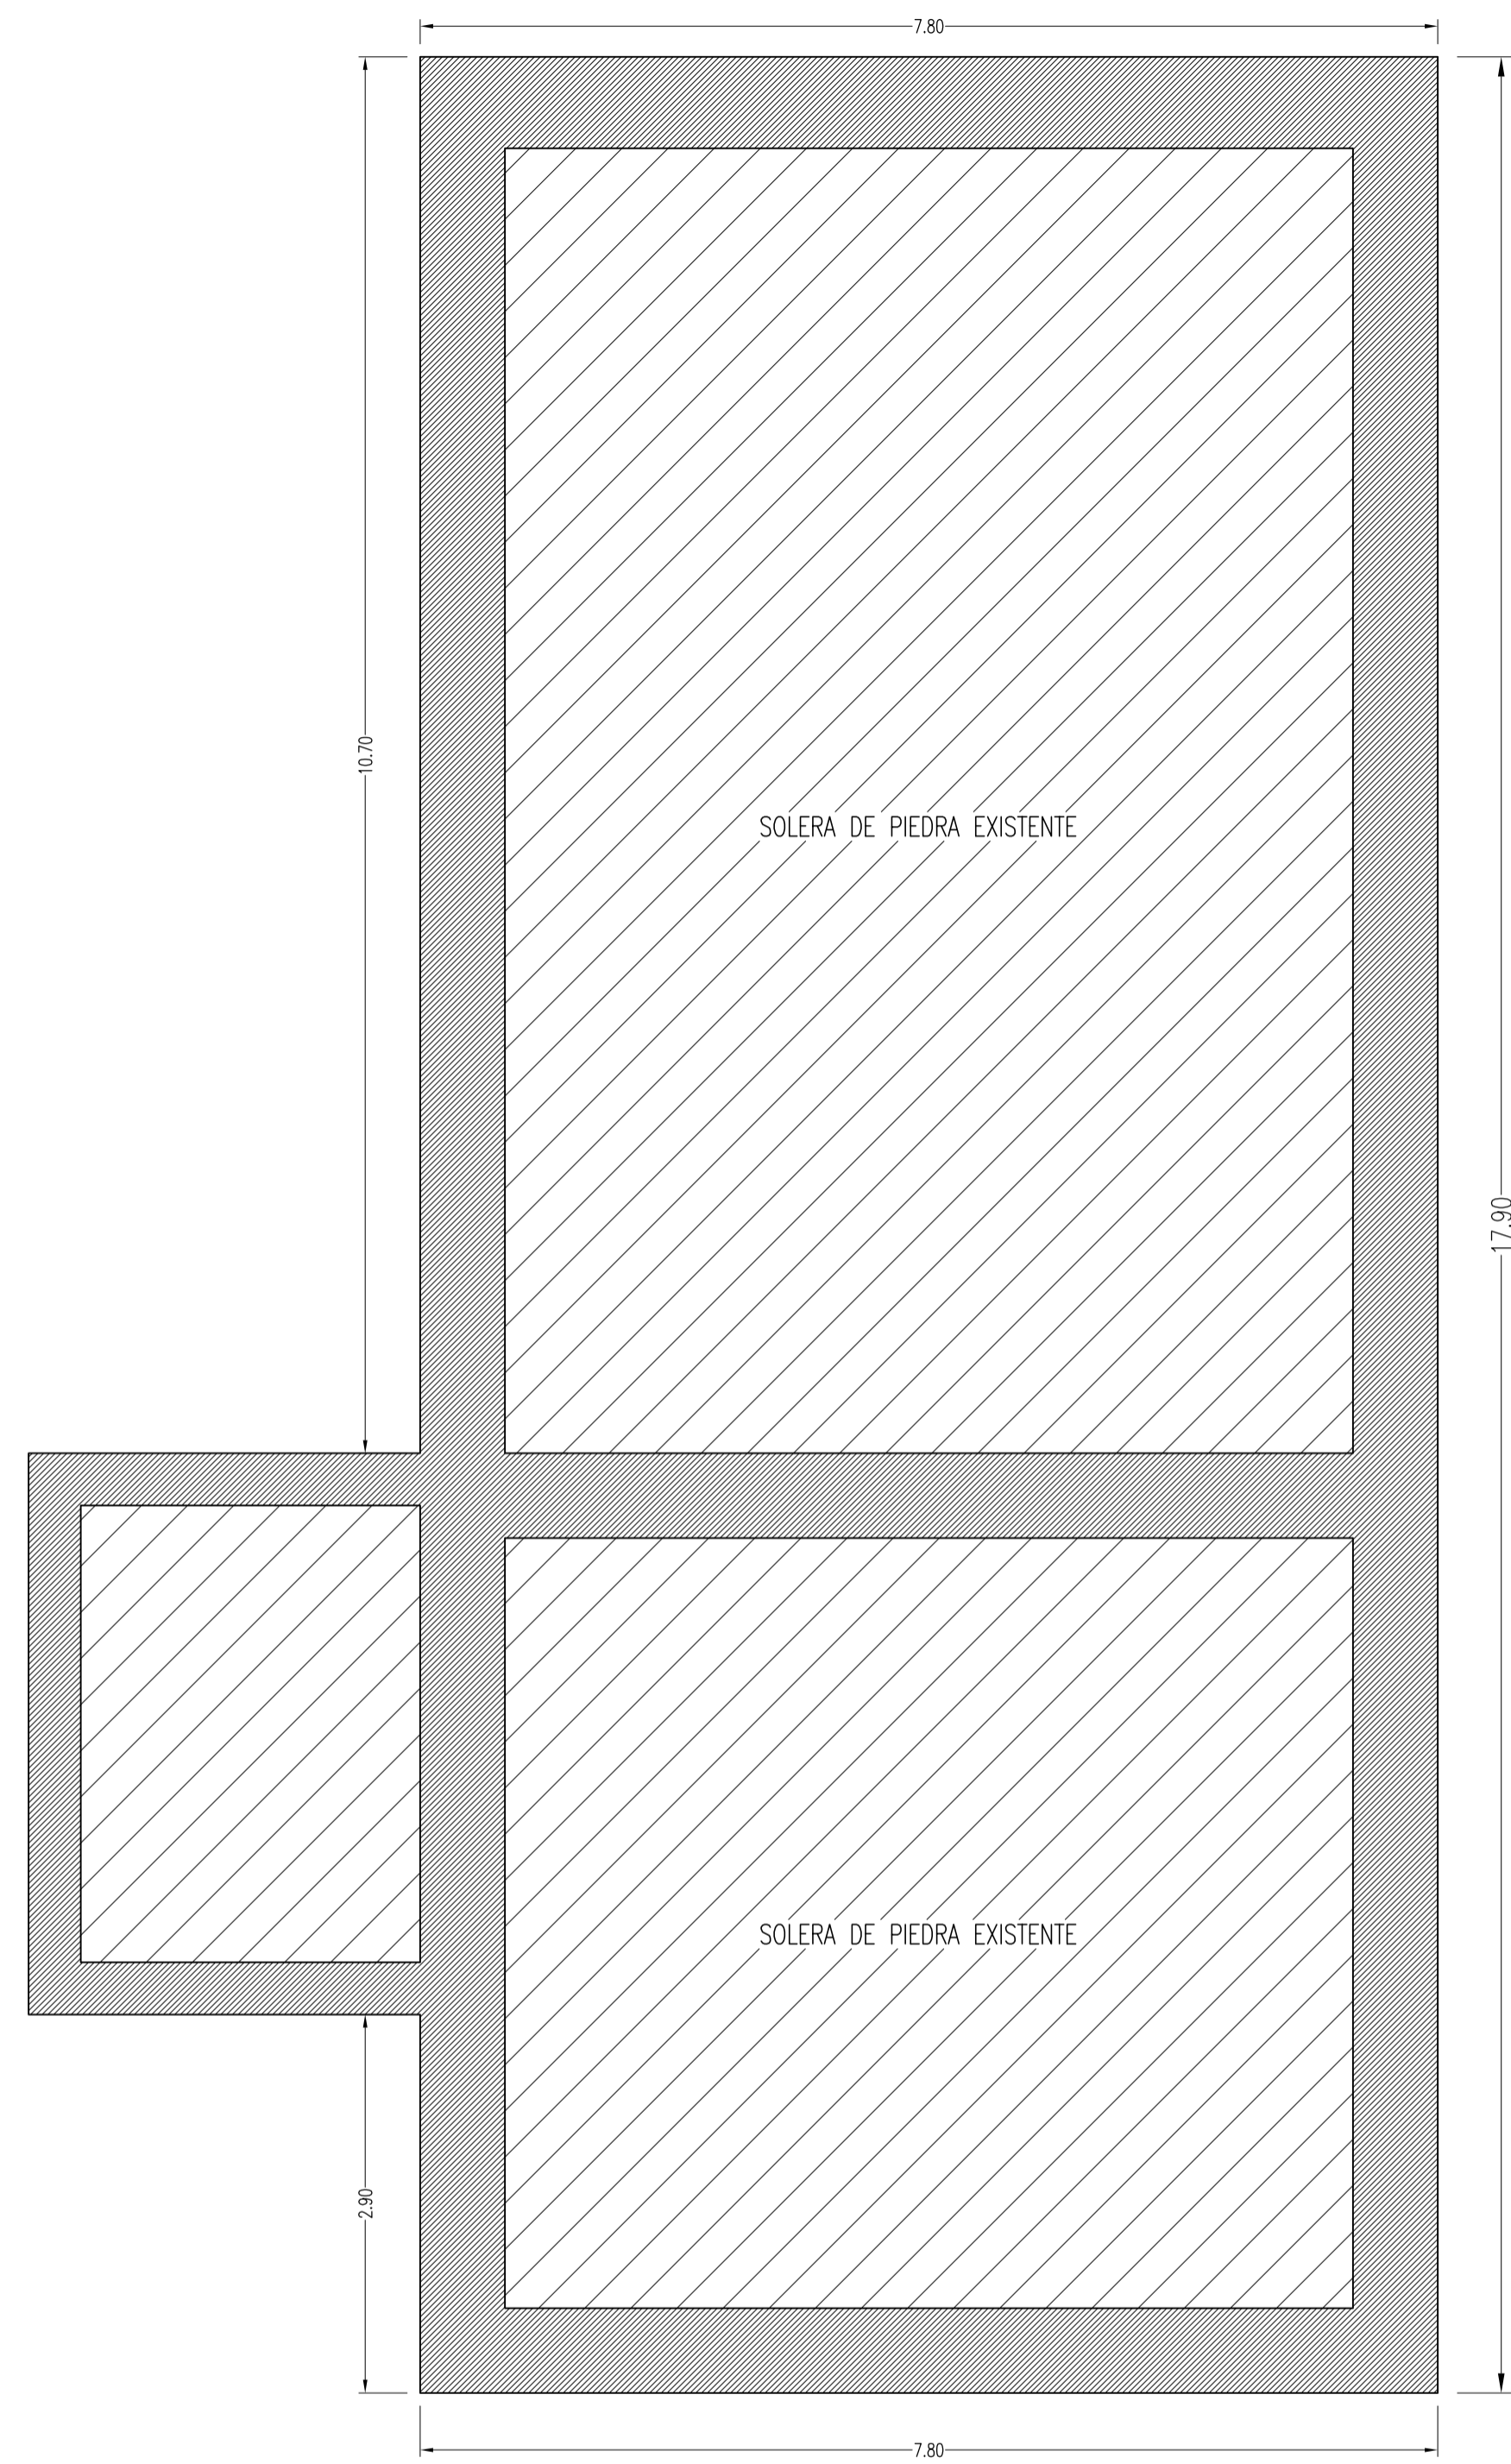 7.80
10.70
SOLERA DE PIEDRA EXISTENTE
17.90
SOLERA DE PIEDRA EXISTENTE
2.90
7.80